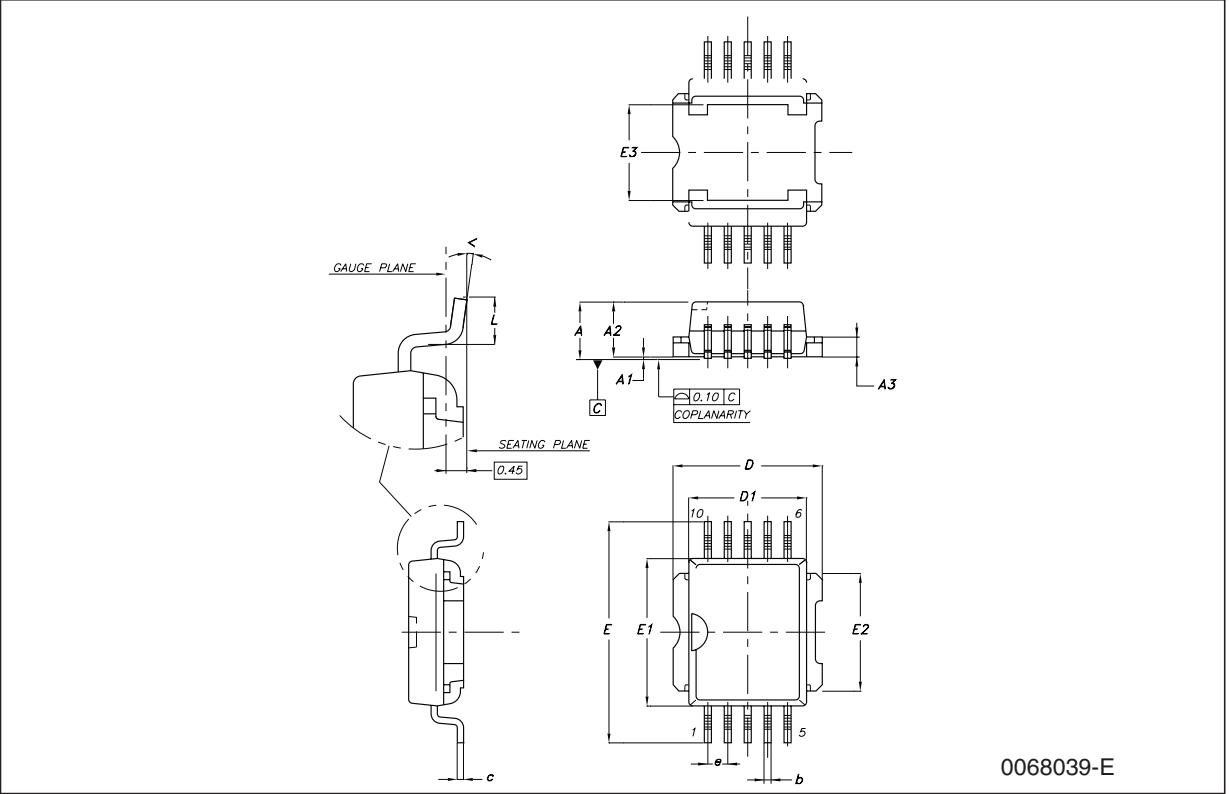 E3
<
GAUGE PLANE
L
A
A2
A1
A3
C
0.10 C
COPLANARITY
SEATING PLANE
0.45
D
D1
10
6
E
E1
E2
1
5
e
b
c
0068039-E